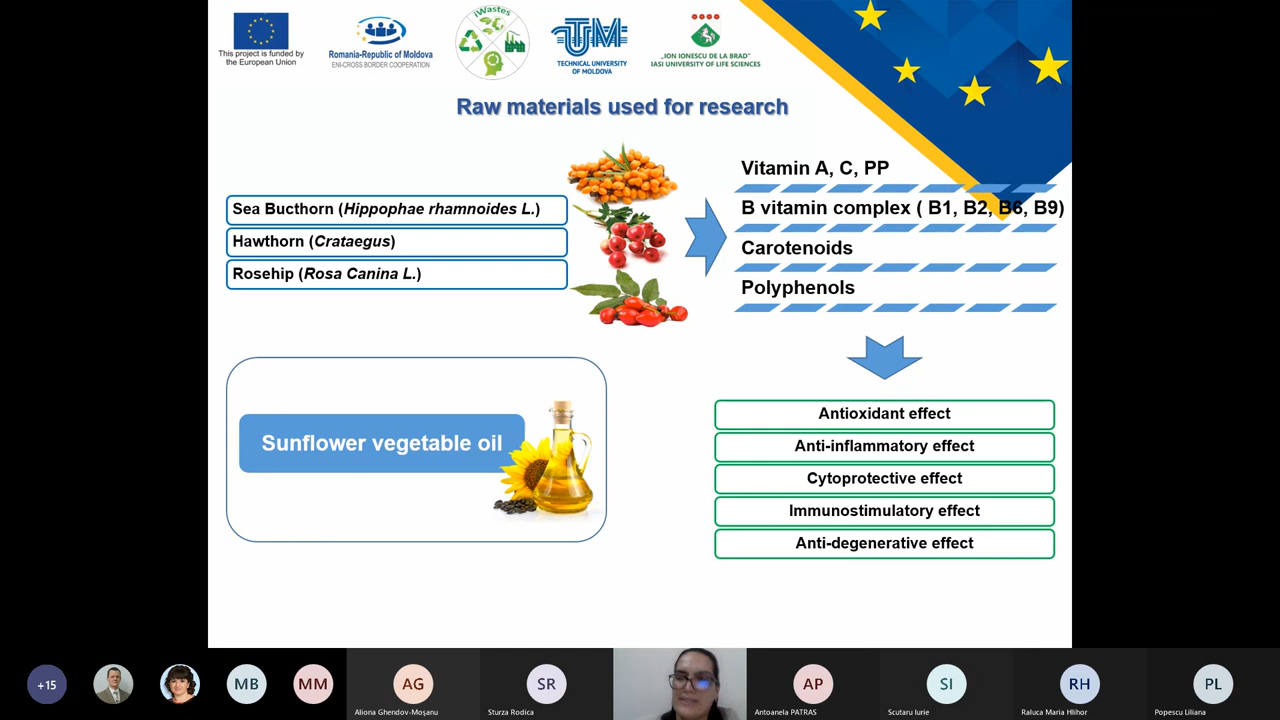 This project is funded by
the European Union
Romania-Republic of Moldova
ENI-CROSS BORDER COOPERATION
iWastes
UTM
TECHNICAL UNIVERSITY
OF MOLDOVA
„ION IONESCU DE LA BRAD”
IASI UNIVERSITY OF LIFE SCIENCES
Raw materials used for research
Sea Bucthorn (Hippophae rhamnoides L.)
Hawthorn (Crataegus)
Rosehip (Rosa Canina L.)
Vitamin A, C, PP
B vitamin complex ( B1, B2, B6, B9)
Carotenoids
Polyphenols
Sunflower vegetable oil
Antioxidant effect
Anti-inflammatory effect
Cytoprotective effect
Immunostimulatory effect
Anti-degenerative effect
+15
MB
MM
AG
Aliona Ghendov-Moşanu
SR
Sturza Rodica
AP
Antoanela PATRAS
SI
Scutaru Iurie
RH
Raluca Maria Hlihor
PL
Popescu Liliana